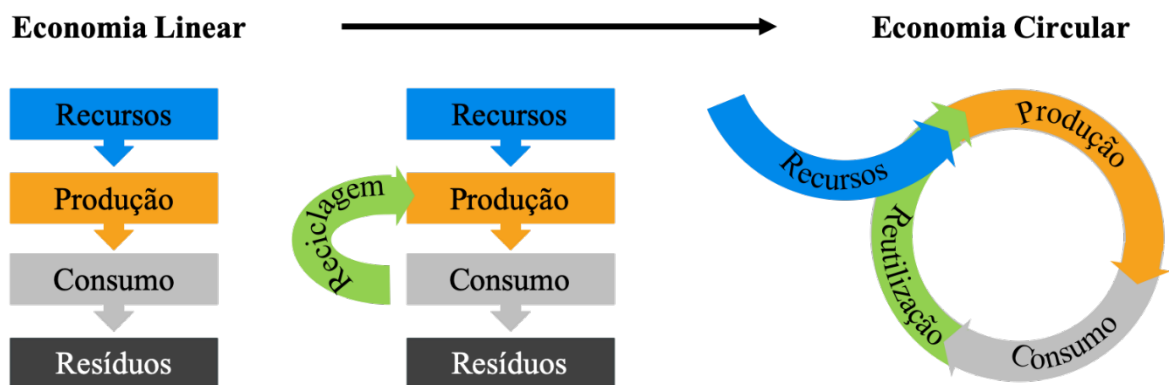 Economia Linear
Economia Circular
Recursos
Produção
Consumo
Resíduos
Recursos
Reciclagem
Produção
Consumo
Resíduos
Recursos
Produção
Consumo
Reutilização